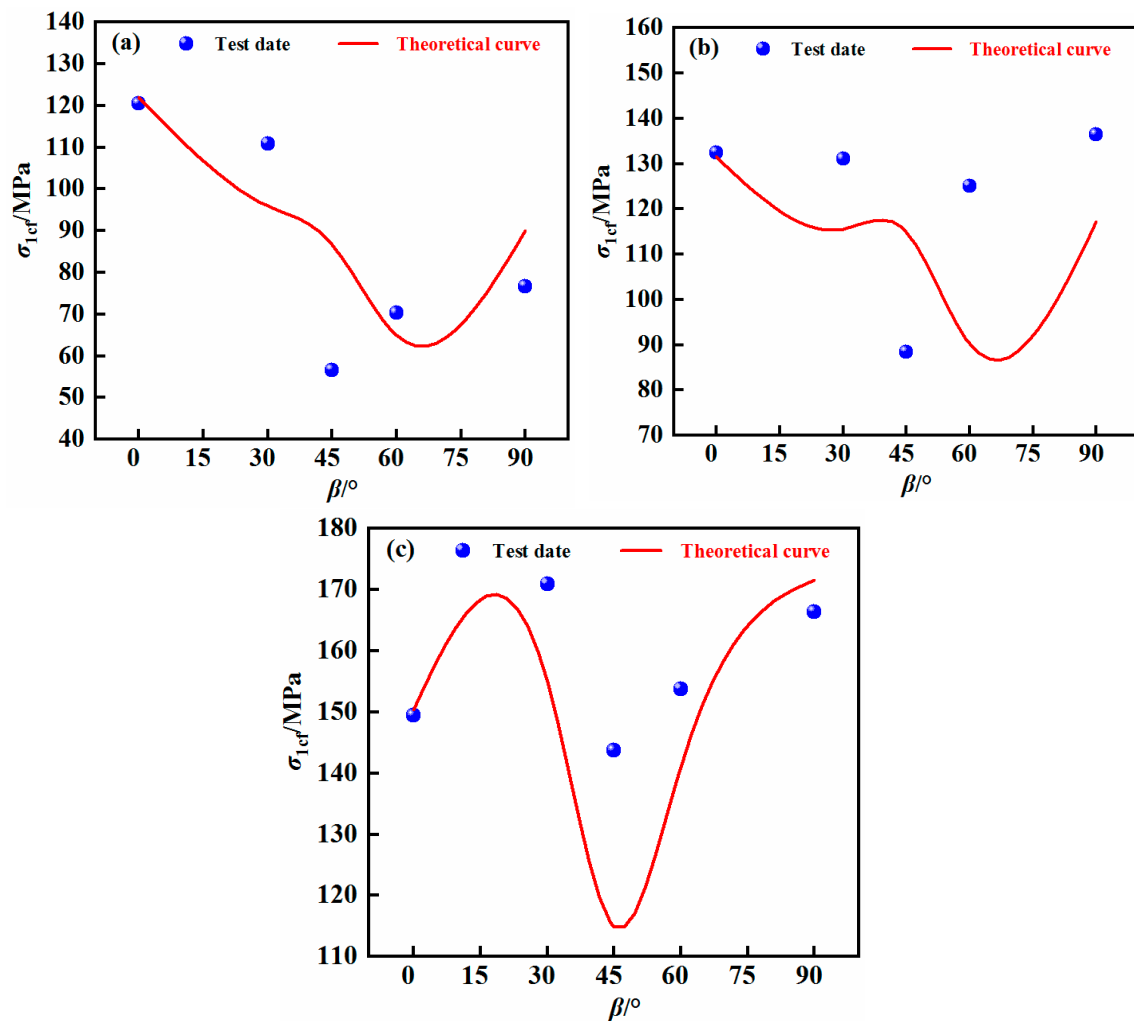 (a) Test date Theoretical curve
140
130
120
110
100
90
80
70
60
50
40
σ1cf/MPa
0 15 30 45 60 75 90
β/°
(b) Test date Theoretical curve
160
150
140
130
120
110
100
90
80
70
σ1cf/MPa
0 15 30 45 60 75 90
β/°
(c) Test date Theoretical curve
180
170
160
150
140
130
120
110
σ1cf/MPa
0 15 30 45 60 75 90
β/°